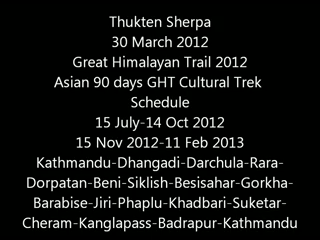 Thukten Sherpa
30 March 2012
Great Himalayan Trail 2012
Asian 90 days GHT Cultural Trek
Schedule
15 July-14 Oct 2012
15 Nov 2012-11 Feb 2013
Kathmandu-Dhangadi-Darchula-Rara-
Dorpatan-Beni-Siklish-Besisahar-Gorkha-
Barabise-Jiri-Phaplu-Khadbari-Suketar-
Cheram-Kanglapass-Badrapur-Kathmandu